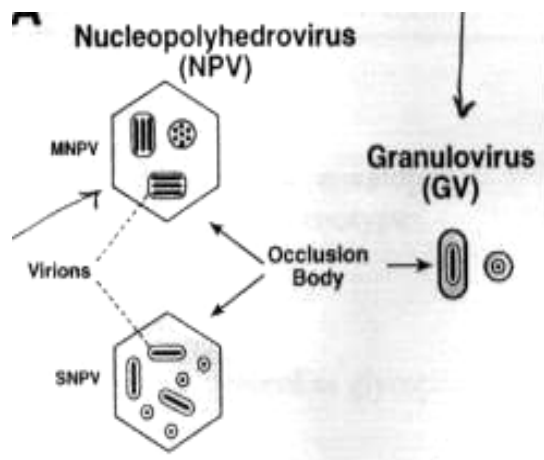 A
Nucleopolyhedrovirus
(NPV)
MNPV
Granulovirus
(GV)
Virions
Occlusion
Body
SNPV